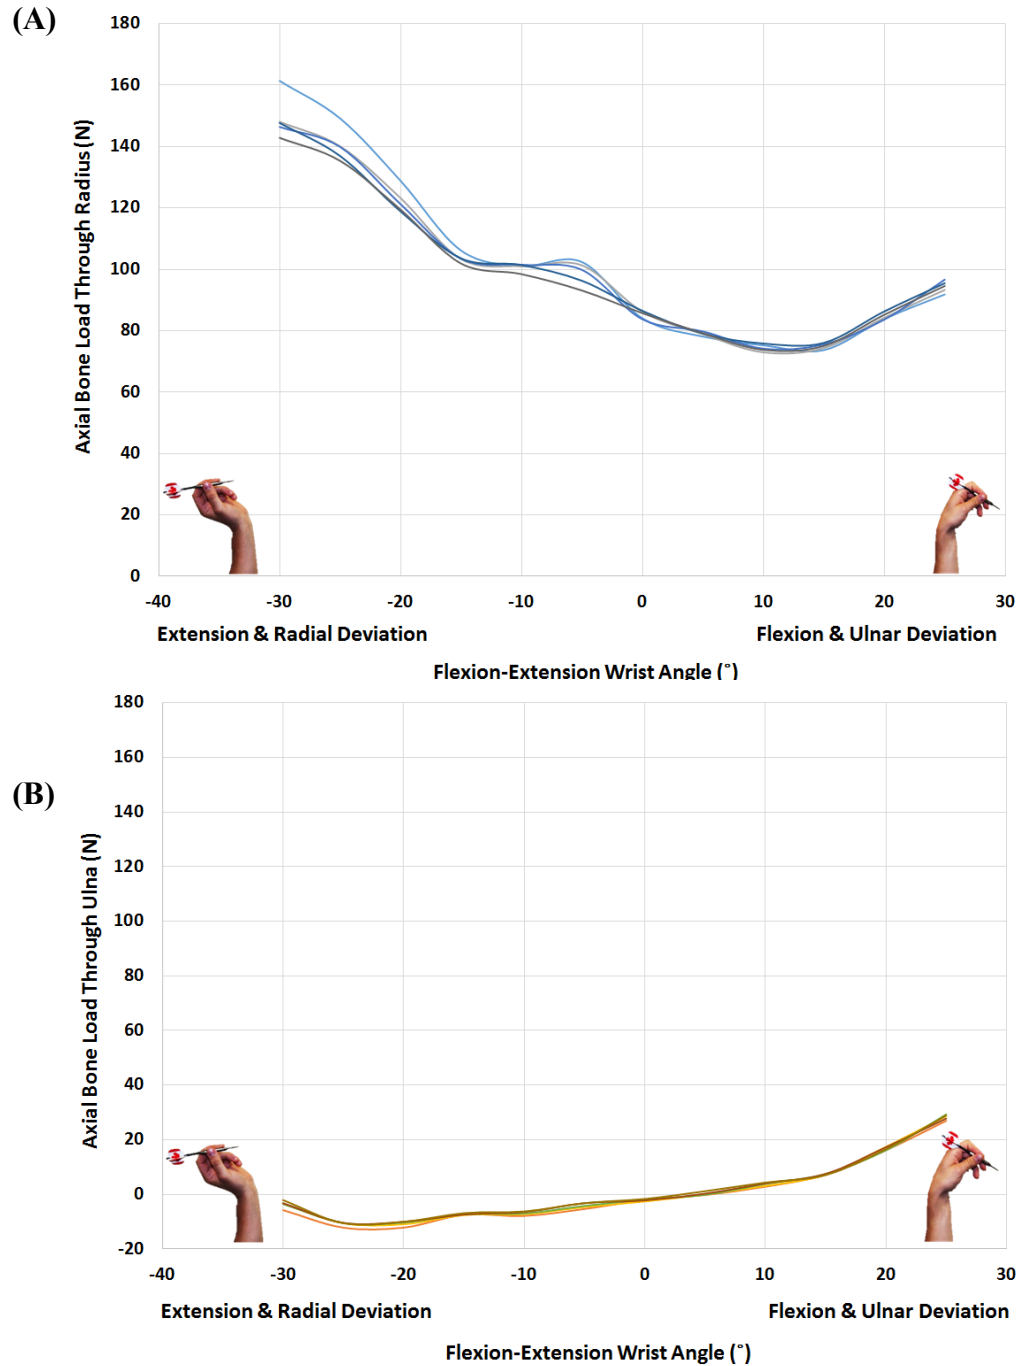 (A)
Axial Bone Load Through Radius (N)
180
160
140
120
100
80
60
40
20
0
-40 -30 -20 -10 0 10 20 30
Extension & Radial Deviation Flexion & Ulnar Deviation
Flexion-Extension Wrist Angle (°)
(B)
Axial Bone Load Through Ulna (N)
180
160
140
120
100
80
60
40
20
0
-20
-40 -30 -20 -10 0 10 20 30
Extension & Radial Deviation Flexion & Ulnar Deviation
Flexion-Extension Wrist Angle (°)